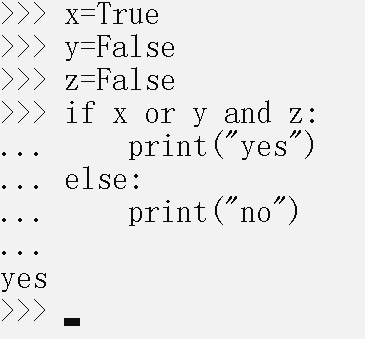 >>> x=True
>>> y=False
>>> z=False
>>> if x or y and z:
...     print("yes")
... else:
...     print("no")
...
yes
>>>